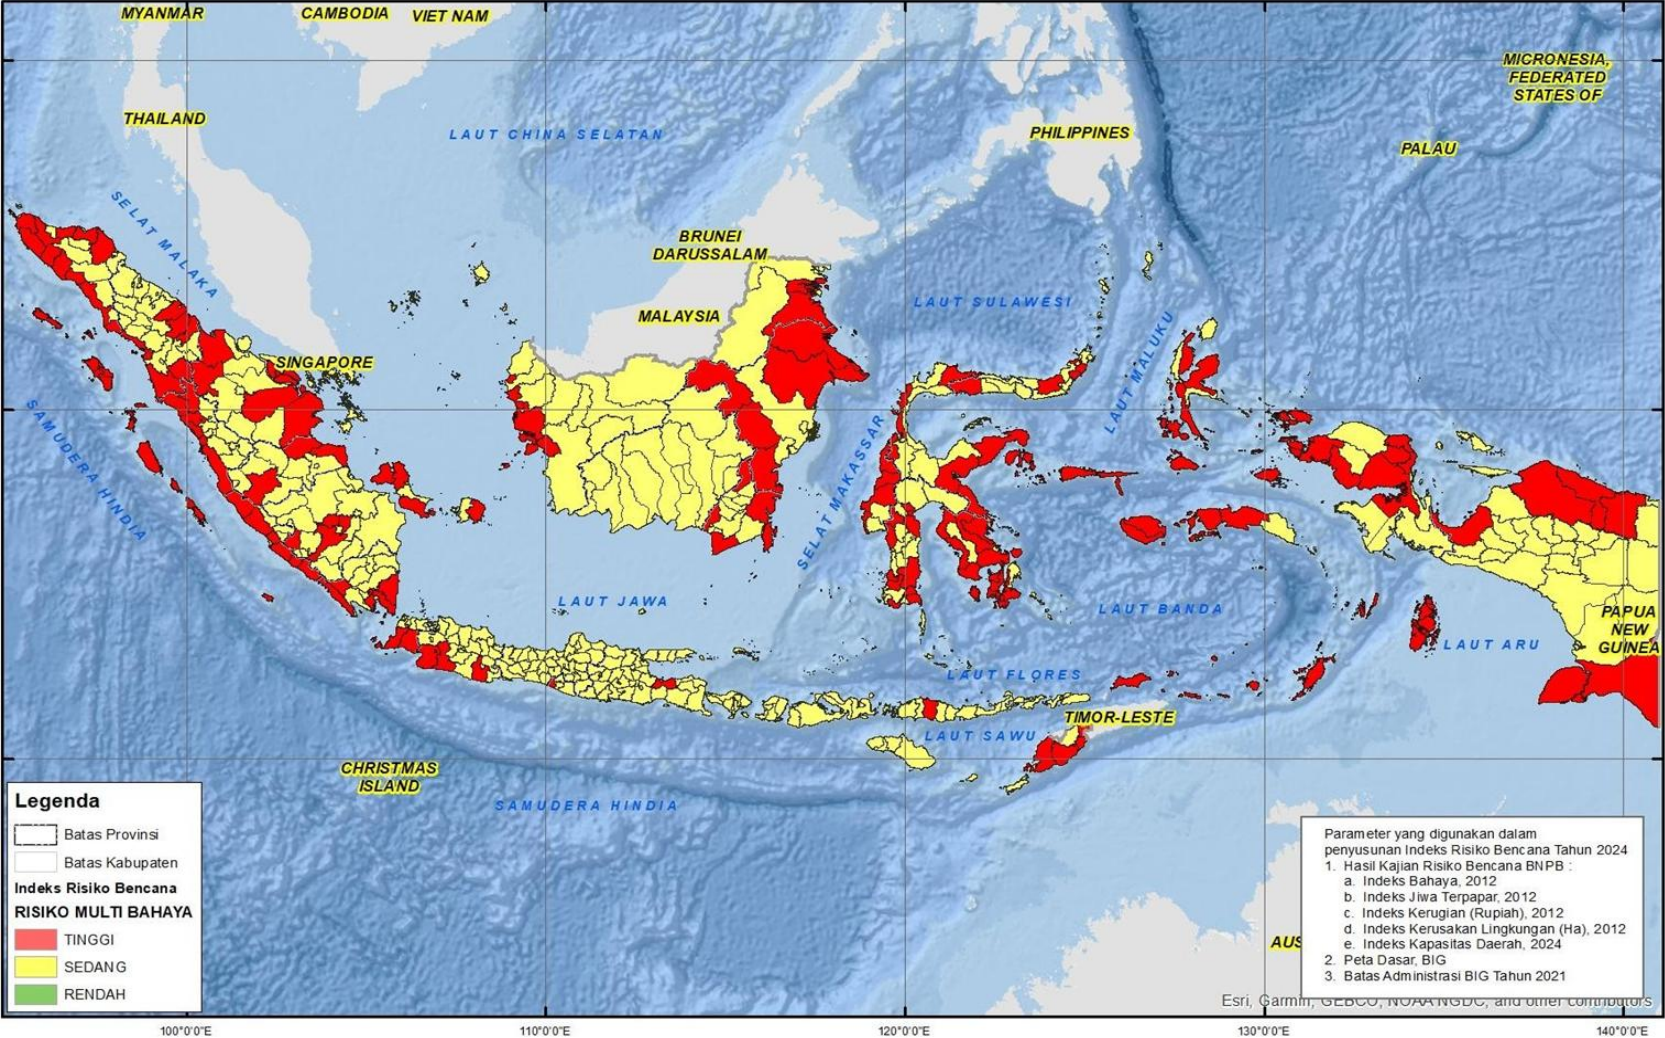 MYANMAR
CAMBODIA
VIET NAM
MICRONESIA,
FEDERATED
STATES OF
THAILAND
LAUT CHINA SELATAN
PHILIPPINES
PALAU
SELAT MALAKA
BRUNEI
DARUSSALAM
LAUT SULAWESI
MALAYSIA
LAUT MALUKU
SINGAPORE
SAMUDERA HINDIA
SELAT MAKASSAR
LAUT JAWA
LAUT BANDA
PAPUA
NEW
GUINEA
LAUT ARU
LAUT FLORES
TIMOR-LESTE
LAUT SAWU
CHRISTMAS
ISLAND
SAMUDERA HINDIA
Legenda
Batas Provinsi
Batas Kabupaten
Indeks Risiko Bencana
RISIKO MULTI BAHAYA
TINGGI
SEDANG
RENDAH
AUS
Parameter yang digunakan dalam
penyusunan Indeks Risiko Bencana Tahun 2024
1. Hasil Kajian Risiko Bencana BNPB :
a. Indeks Bahaya, 2012
b. Indeks Jiwa Terpapar, 2012
c. Indeks Kerugian (Rupiah), 2012
d. Indeks Kerusakan Lingkungan (Ha), 2012
e. Indeks Kapasitas Daerah, 2024
2. Peta Dasar, BIG
3. Batas Administrasi BIG Tahun 2021
Esri, Garmin, GEBCO, NOAA NGDC, and other contributors
100°0'0"E
110°0'0"E
120°0'0"E
130°0'0"E
140°0'0"E